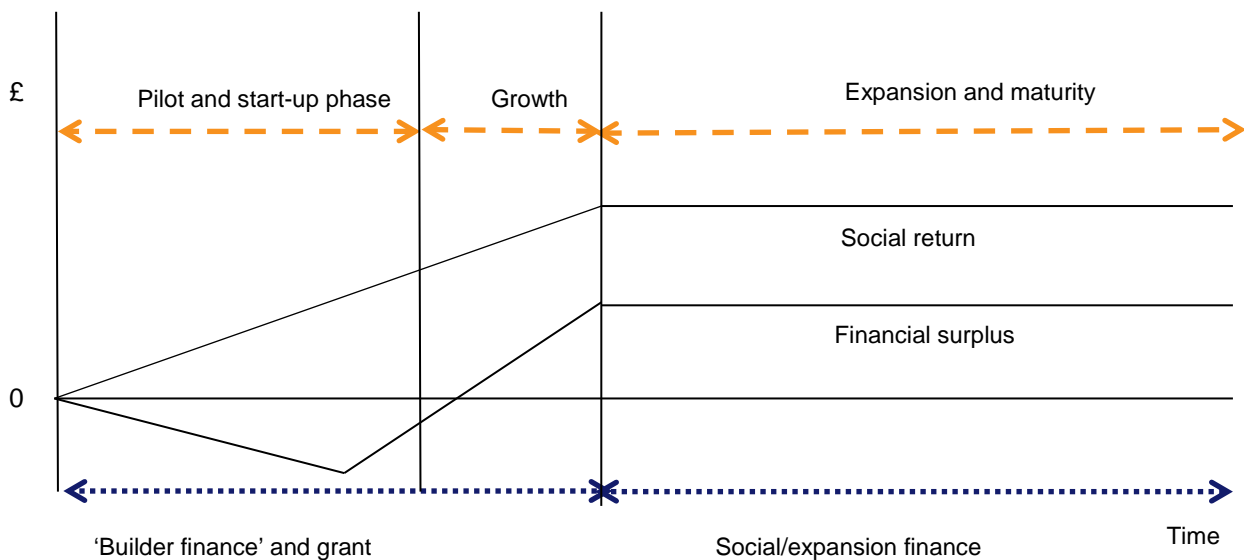 £
Pilot and start-up phase
Growth
Expansion and maturity
Social return
Financial surplus
0
‘Builder finance’ and grant
Social/expansion finance
Time